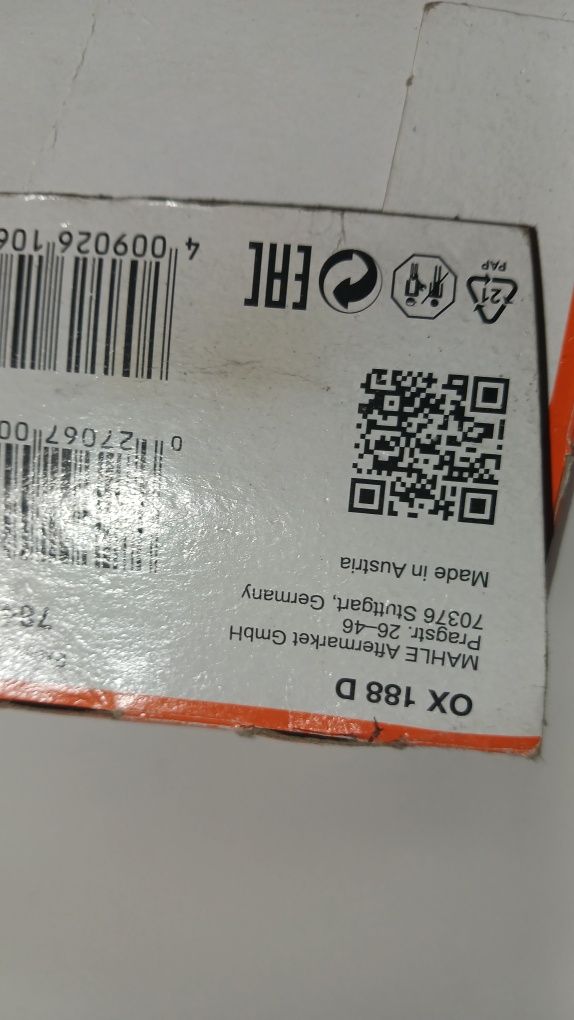 OX 188 D
MAHLE Aftermarket GmbH
Pragstr. 26–46
70376 Stuttgart, Germany
Made in Austria
0 27067 00
21
PAP
EAC
4 009026 106